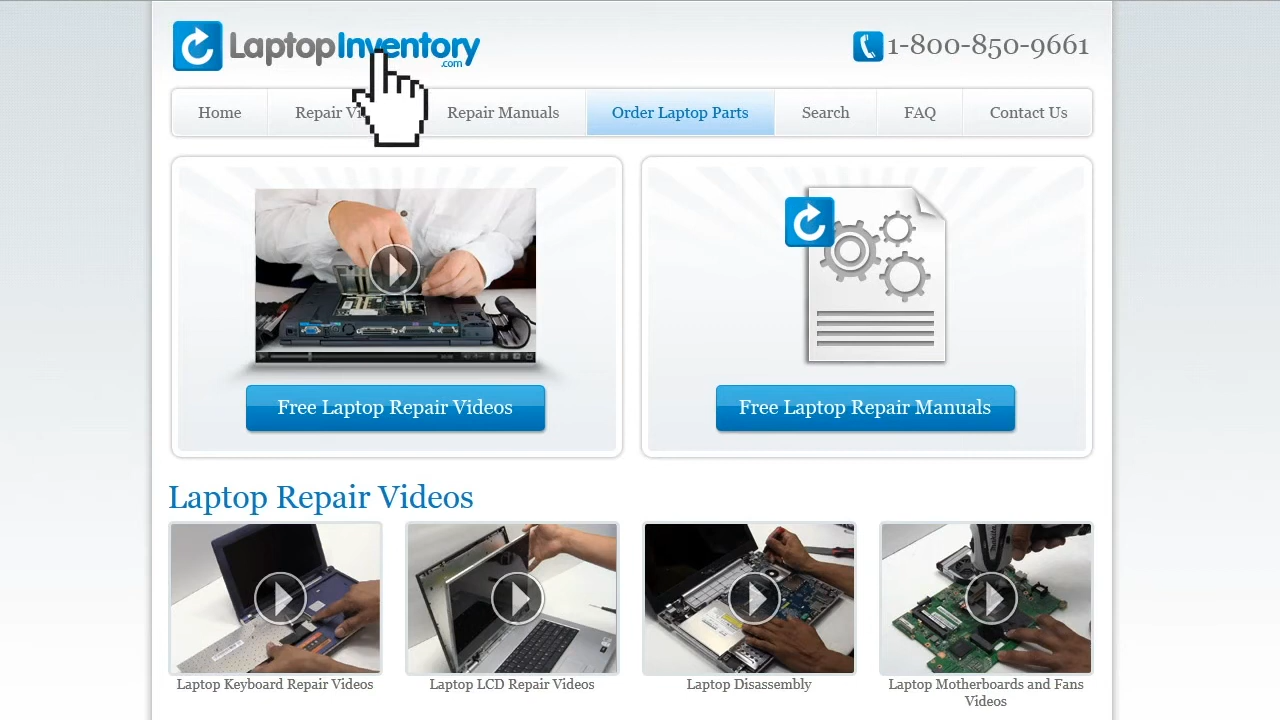 LaptopInventory
.com
1-800-850-9661
Home
Repair Vi
Repair Manuals
Order Laptop Parts
Search
FAQ
Contact Us
Free Laptop Repair Videos
Free Laptop Repair Manuals
Laptop Repair Videos
Laptop Keyboard Repair Videos
Laptop LCD Repair Videos
Laptop Disassembly
Laptop Motherboards and Fans
Videos